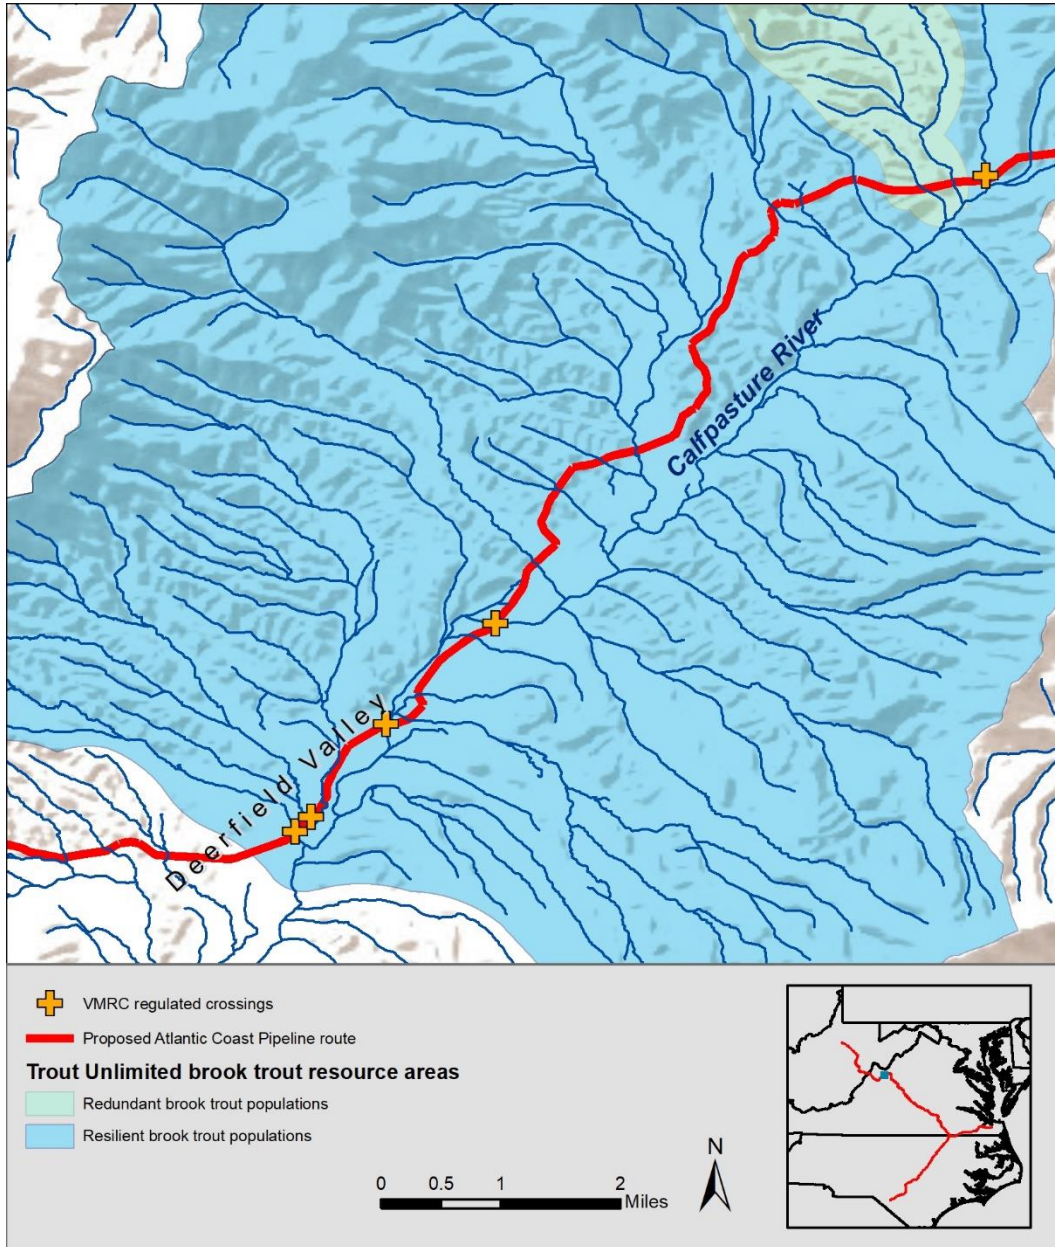 Calfpasture River
Deerfield Valley
VMRC regulated crossings
Proposed Atlantic Coast Pipeline route
Trout Unlimited brook trout resource areas
Redundant brook trout populations
Resilient brook trout populations
0 0.5 1 2
Miles
N